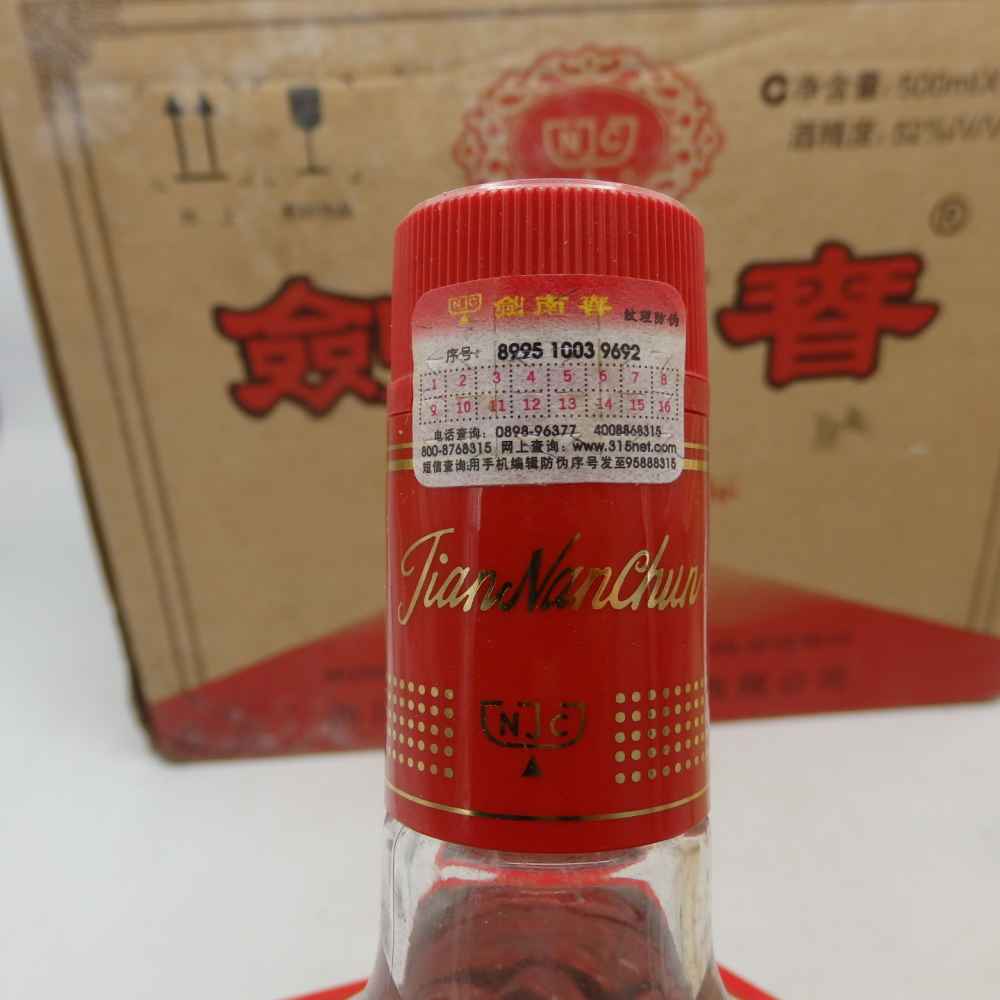 净含量: 500mlX
酒精度: 52%(V/V
NJC
剑 春
NJC 剑南春 纹理防伪
序号: 8995 1003 9692
1 2 3 4 5 6 7 8
9 10 11 12 13 14 15 16
电话查询: 0898-96377 4008868315
800-8768315 网上查询: www.315net.com
短信查询:用手机编辑防伪序号发至95888315
JianNanChun
NJC